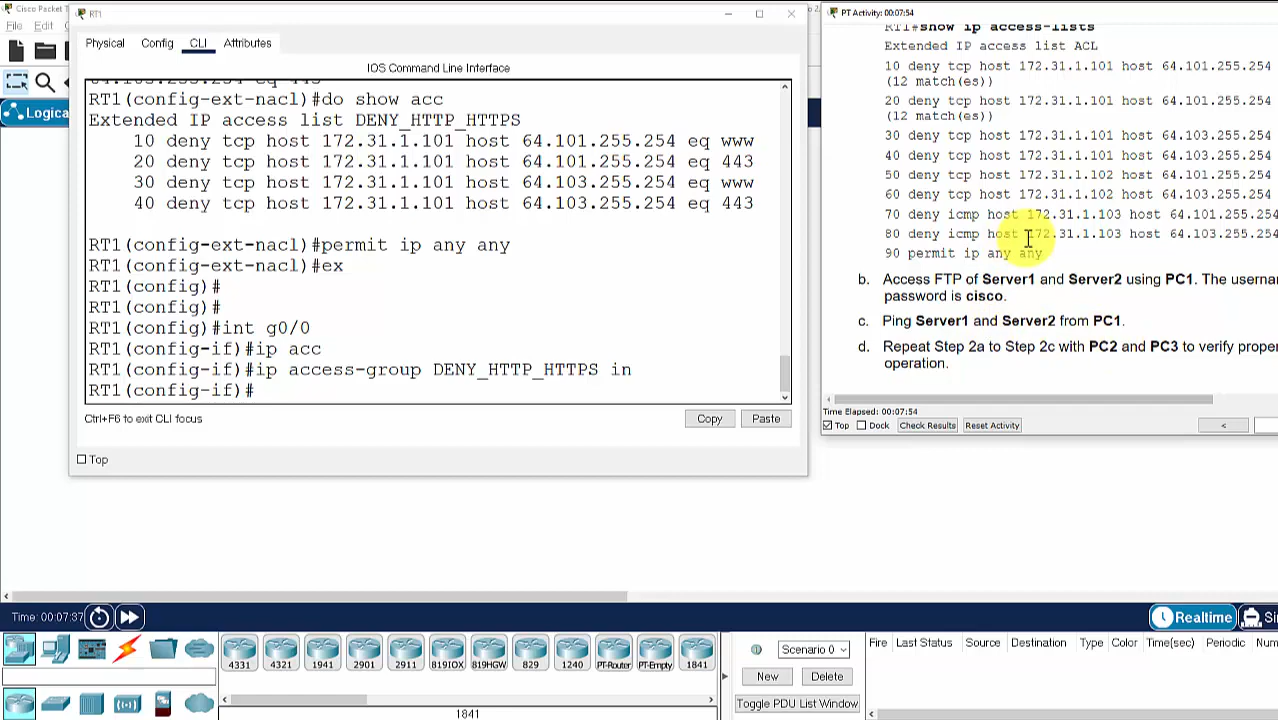 Cisco Packet T
RT1
PT Activity: 00:07:54
File
Edit
Physical
Config
CLI
Attributes
IOS Command Line Interface
Logica
RT1(config-ext-nacl)#do show acc
Extended IP access list DENY_HTTP_HTTPS
10 deny tcp host 172.31.1.101 host 64.101.255.254 eq www
20 deny tcp host 172.31.1.101 host 64.101.255.254 eq 443
30 deny tcp host 172.31.1.101 host 64.103.255.254 eq www
40 deny tcp host 172.31.1.101 host 64.103.255.254 eq 443
RT1(config-ext-nacl)#permit ip any any
RT1(config-ext-nacl)#ex
RT1(config)#
RT1(config)#
RT1(config)#int g0/0
RT1(config-if)#ip acc
RT1(config-if)#ip access-group DENY_HTTP_HTTPS in
RT1(config-if)#
Ctrl+F6 to exit CLI focus
Copy
Paste
Top
RT1#show ip access-lists
Extended IP access list ACL
10 deny tcp host 172.31.1.101 host 64.101.255.254
(12 match(es))
20 deny tcp host 172.31.1.101 host 64.101.255.254
(12 match(es))
30 deny tcp host 172.31.1.101 host 64.103.255.254
40 deny tcp host 172.31.1.101 host 64.103.255.254
50 deny tcp host 172.31.1.102 host 64.101.255.254
60 deny tcp host 172.31.1.102 host 64.103.255.254
70 deny icmp host 172.31.1.103 host 64.101.255.254
80 deny icmp host 172.31.1.103 host 64.103.255.254
90 permit ip any any
b. Access FTP of Server1 and Server2 using PC1. The userna
password is cisco.
c. Ping Server1 and Server2 from PC1.
d. Repeat Step 2a to Step 2c with PC2 and PC3 to verify proper
operation.
Time Elapsed: 00:07:54
Top
Dock
Check Results
Reset Activity
<
Time: 00:07:37
Realtime
Si
4331
4321
1941
2901
2911
819IOX
819HGW
829
1240
PT-Router
PT-Empty
1841
1841
Scenario 0
New
Delete
Toggle PDU List Window
Fire
Last Status
Source
Destination
Type
Color
Time(sec)
Periodic
Num